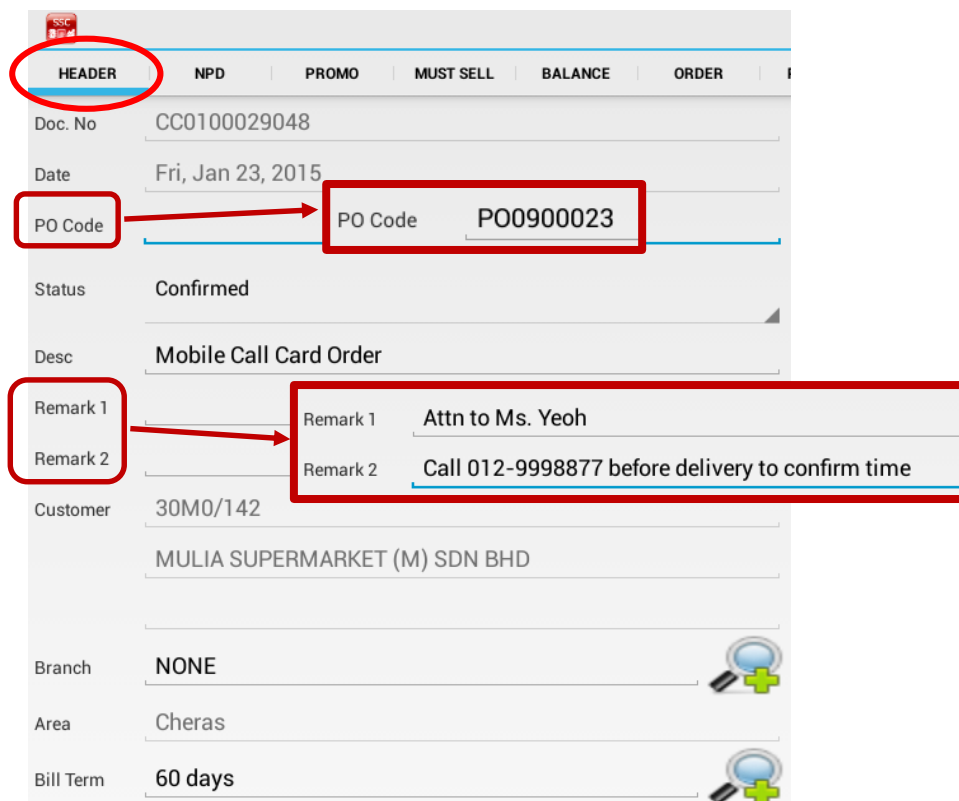 SSC
HEADER NPD PROMO MUST SELL BALANCE ORDER
Doc. No CC0100029048
Date Fri, Jan 23, 2015
PO Code PO Code PO0900023
Status Confirmed
Desc Mobile Call Card Order
Remark 1 Remark 1 Attn to Ms. Yeoh
Remark 2 Remark 2 Call 012-9998877 before delivery to confirm time
Customer 30M0/142
MULIA SUPERMARKET (M) SDN BHD
Branch NONE
Area Cheras
Bill Term 60 days